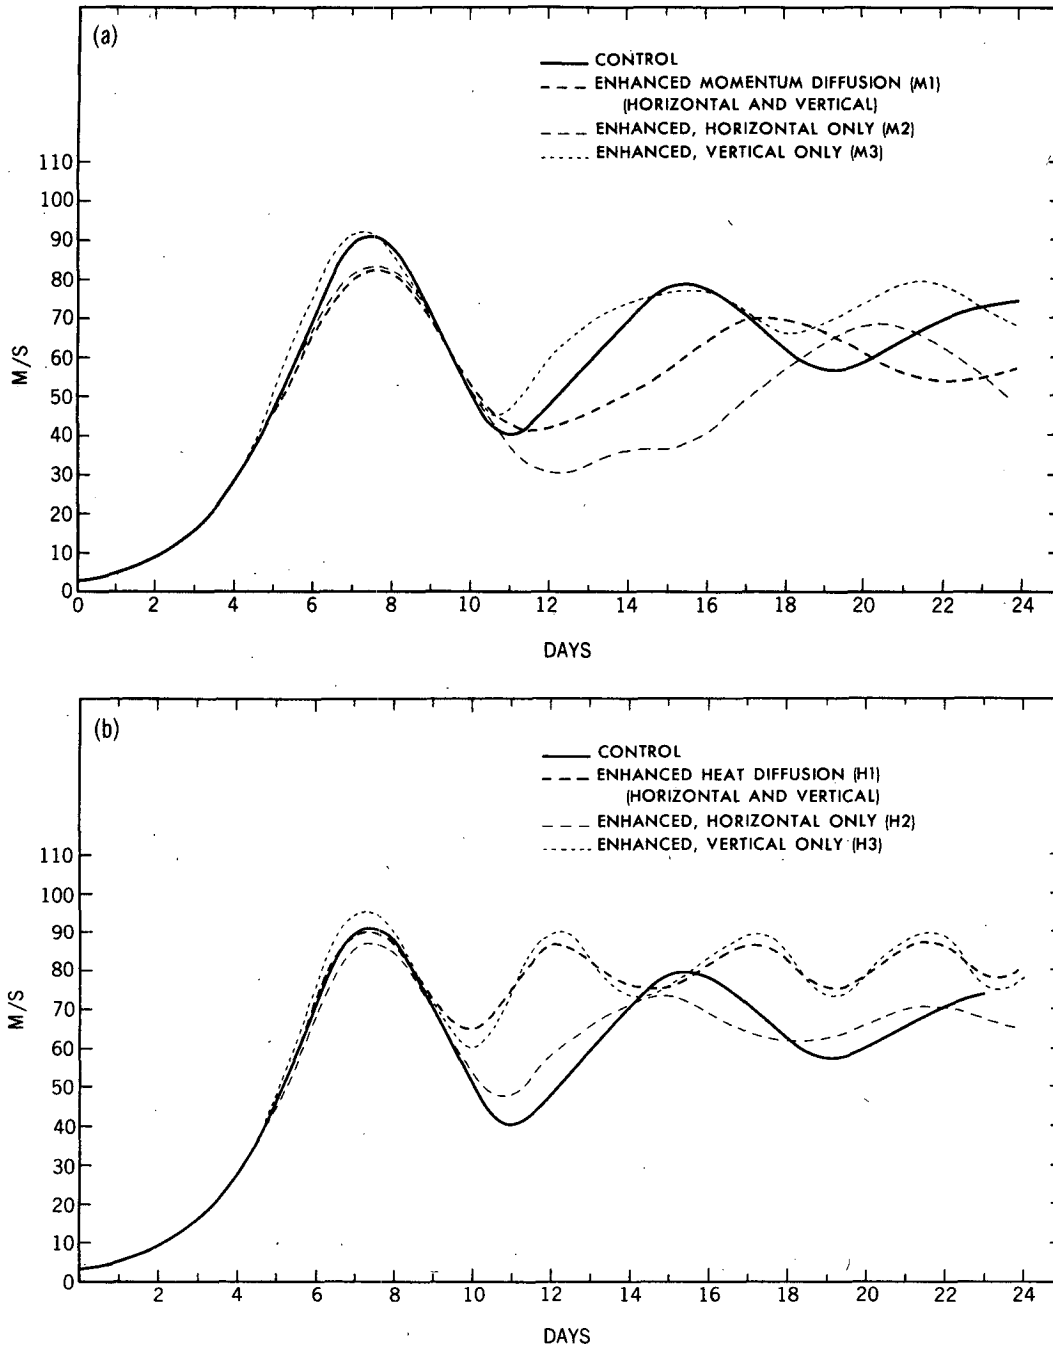 (a)
CONTROL
ENHANCED MOMENTUM DIFFUSION (M1)
(HORIZONTAL AND VERTICAL)
ENHANCED, HORIZONTAL ONLY (M2)
ENHANCED, VERTICAL ONLY (M3)
110
100
90
80
70
60
50
40
30
20
10
0
M/S
0 2 4 6 8 10 12 14 16 18 20 22 24
DAYS
(b)
CONTROL
ENHANCED HEAT DIFFUSION (H1)
(HORIZONTAL AND VERTICAL)
ENHANCED, HORIZONTAL ONLY (H2)
ENHANCED, VERTICAL ONLY (H3)
110
100
90
80
70
60
50
40
30
20
10
0
M/S
2 4 6 8 10 12 14 16 18 20 22 24
DAYS